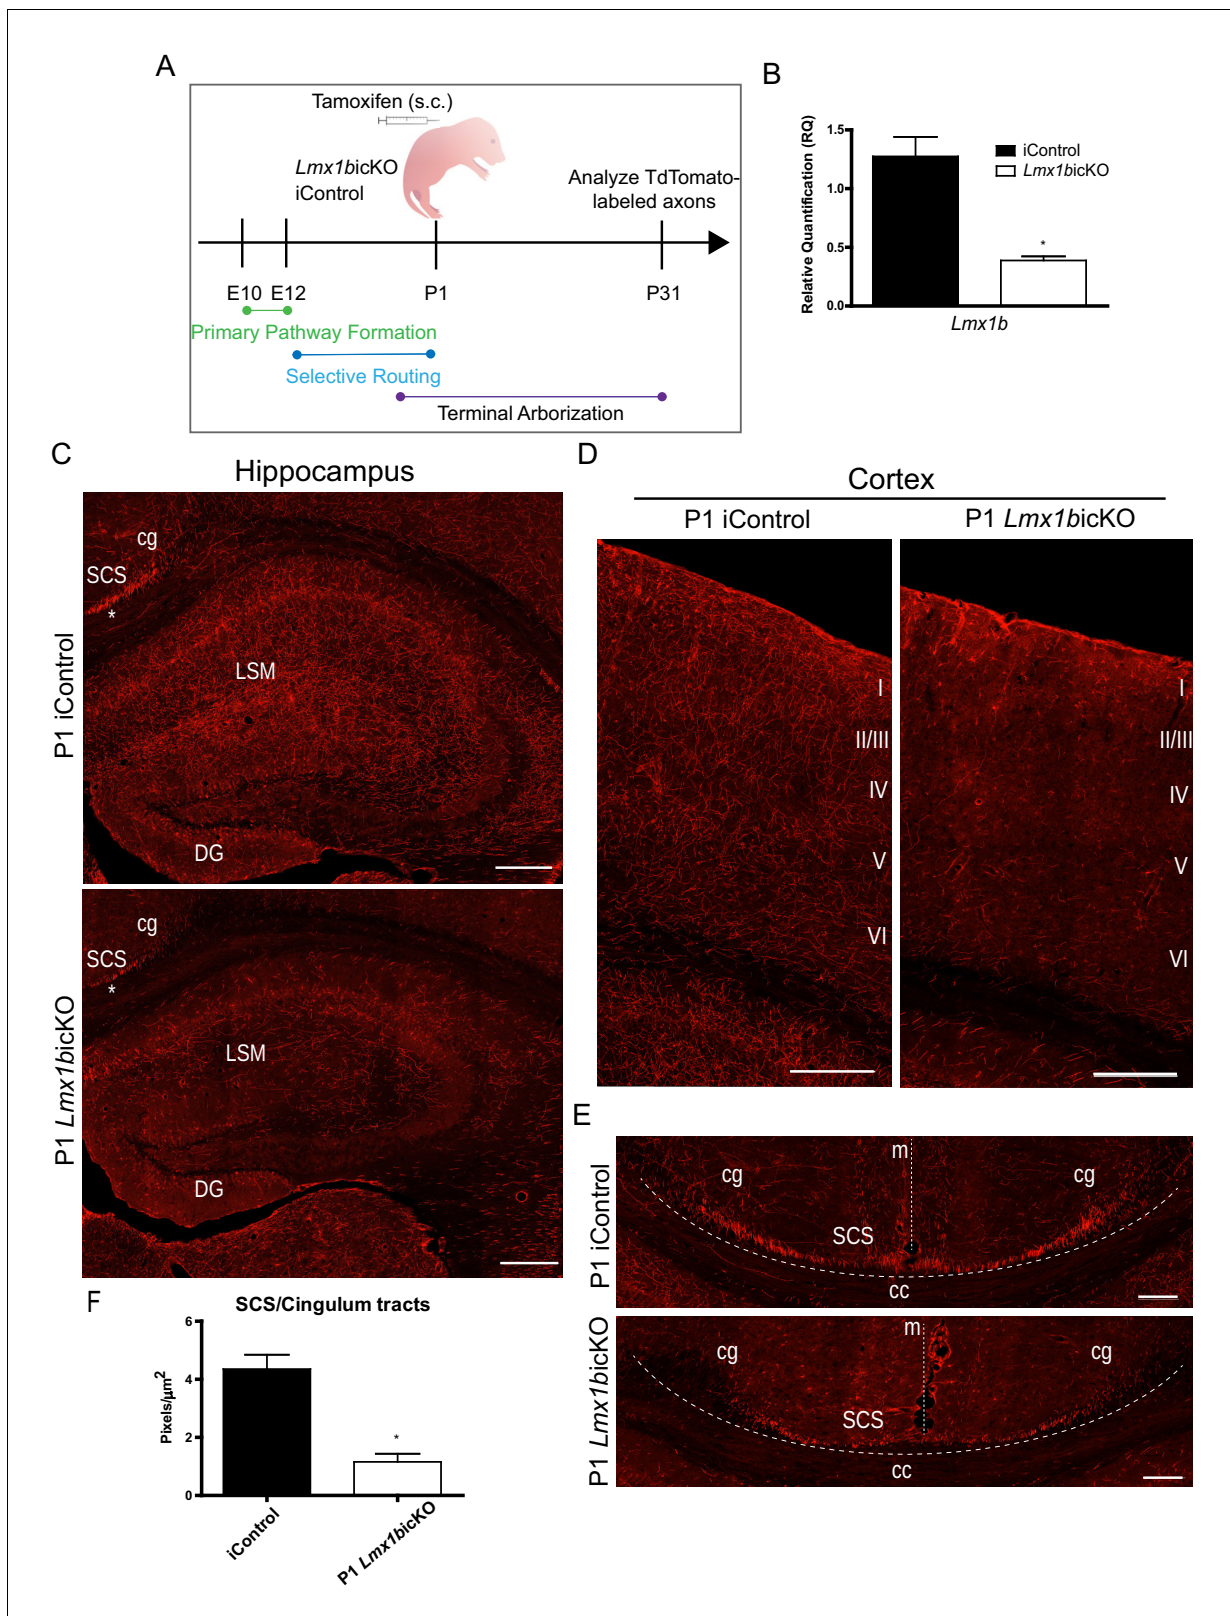 A
Tamoxifen (s.c.)
Lmx1bicKO
iControl
Analyze TdTomato-
labeled axons
E10 E12 P1 P31
Primary Pathway Formation
Selective Routing
Terminal Arborization
B
Relative Quantification (RQ)
1.5
1.0
0.5
0.0
iControl
Lmx1bicKO
*
Lmx1b
C
Hippocampus
P1 iControl
cg
SCS
*
LSM
DG
P1 Lmx1bicKO
cg
SCS
*
LSM
DG
D
Cortex
P1 iControl
P1 Lmx1bicKO
I
II/III
IV
V
VI
I
II/III
IV
V
VI
E
P1 iControl
m
cg
cg
SCS
cc
P1 Lmx1bicKO
m
cg
cg
SCS
cc
F
SCS/Cingulum tracts
Pixels/µm2
6
4
2
0
*
iControl
P1 Lmx1bicKO